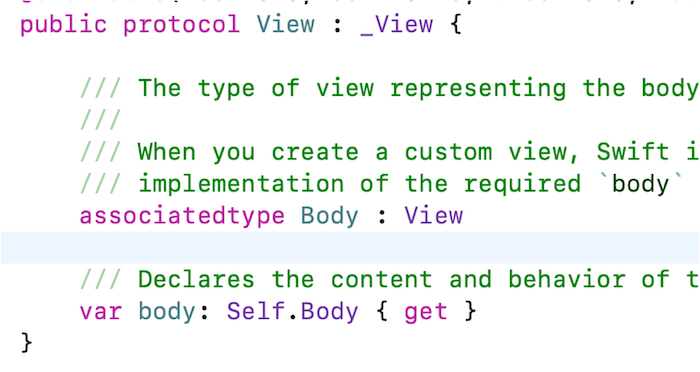 public protocol View : _View {
/// The type of view representing the body
///
/// When you create a custom view, Swift i
/// implementation of the required `body`
associatedtype Body : View
/// Declares the content and behavior of t
var body: Self.Body { get }
}